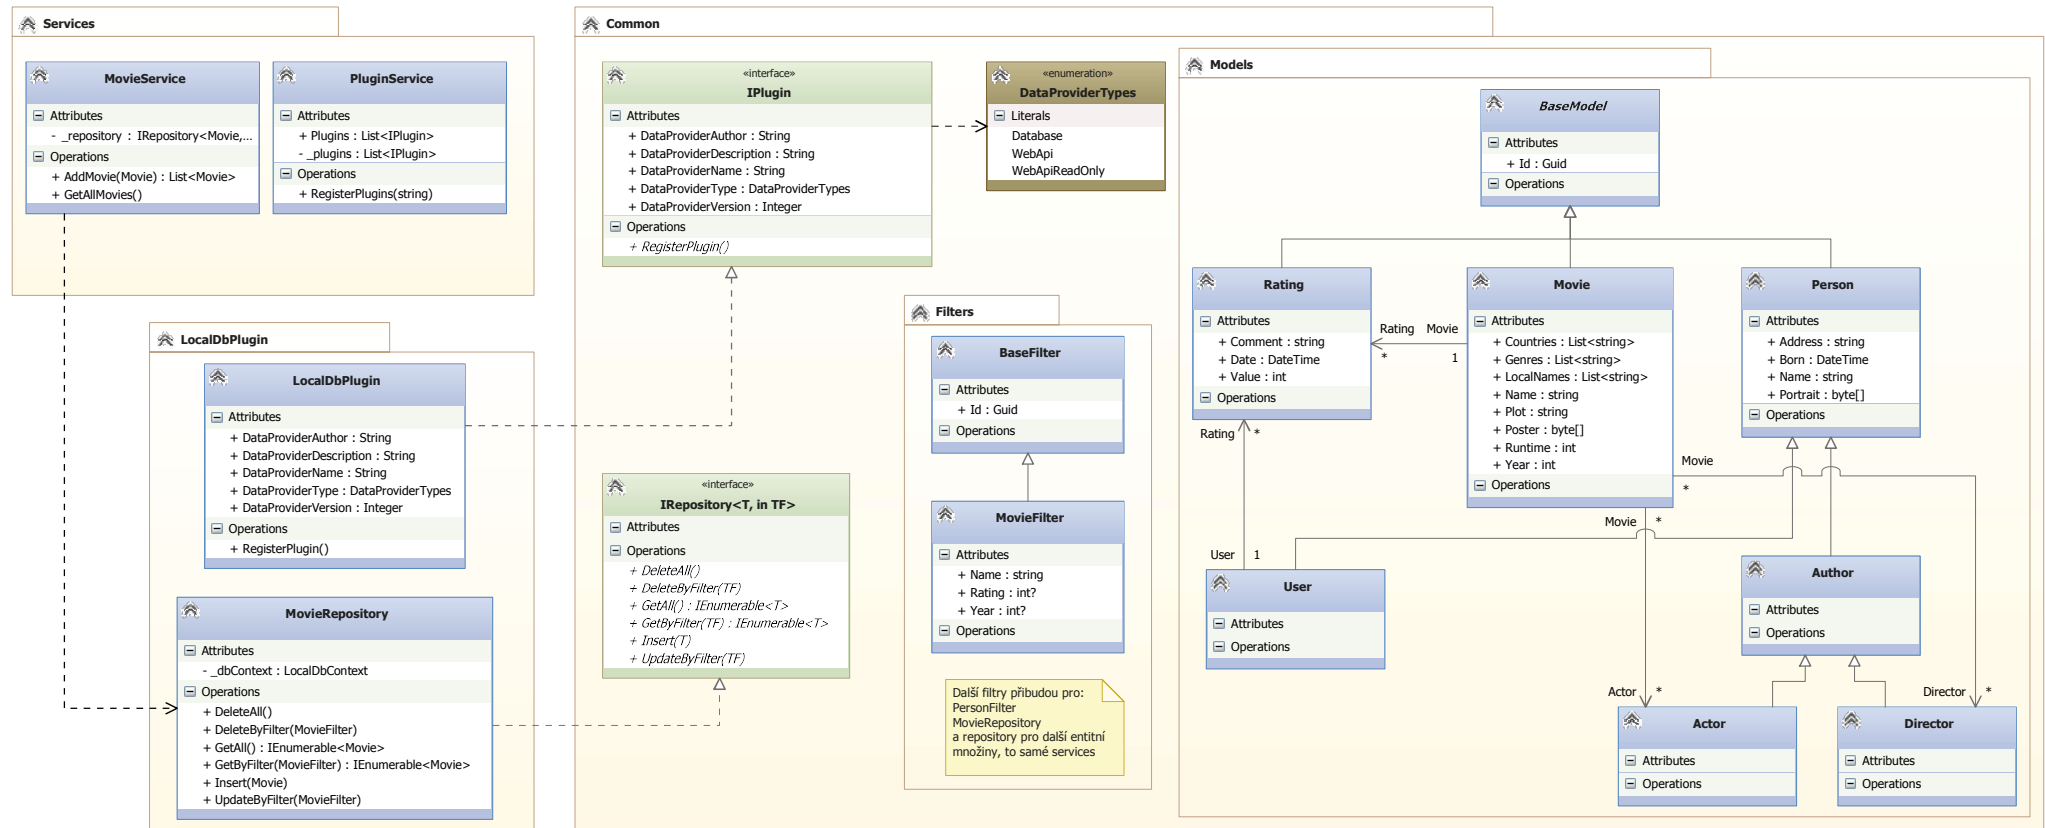 Services
MovieService
Attributes
- _repository : IRepository<Movie,...
Operations
+ AddMovie(Movie) : List<Movie>
+ GetAllMovies()
PluginService
Attributes
+ Plugins : List<IPlugin>
- _plugins : List<IPlugin>
Operations
+ RegisterPlugins(string)
LocalDbPlugin
LocalDbPlugin
Attributes
+ DataProviderAuthor : String
+ DataProviderDescription : String
+ DataProviderName : String
+ DataProviderType : DataProviderTypes
+ DataProviderVersion : Integer
Operations
+ RegisterPlugin()
MovieRepository
Attributes
- _dbContext : LocalDbContext
Operations
+ DeleteAll()
+ DeleteByFilter(MovieFilter)
+ GetAll() : IEnumerable<Movie>
+ GetByFilter(MovieFilter) : IEnumerable<Movie>
+ Insert(Movie)
+ UpdateByFilter(MovieFilter)
Common
«interface»
IPlugin
Attributes
+ DataProviderAuthor : String
+ DataProviderDescription : String
+ DataProviderName : String
+ DataProviderType : DataProviderTypes
+ DataProviderVersion : Integer
Operations
+ RegisterPlugin()
«enumeration»
DataProviderTypes
Literals
Database
WebApi
WebApiReadOnly
«interface»
IRepository<T, in TF>
Attributes
Operations
+ DeleteAll()
+ DeleteByFilter(TF)
+ GetAll() : IEnumerable<T>
+ GetByFilter(TF) : IEnumerable<T>
+ Insert(T)
+ UpdateByFilter(TF)
Filters
BaseFilter
Attributes
+ Id : Guid
Operations
MovieFilter
Attributes
+ Name : string
+ Rating : int?
+ Year : int?
Operations
Další filtry přibudou pro:
PersonFilter
MovieRepository
a repository pro další entitní
množiny, to samé services
Models
BaseModel
Attributes
+ Id : Guid
Operations
Rating
Attributes
+ Comment : string
+ Date : DateTime
+ Value : int
Operations
Rating
Movie
*
1
Movie
Attributes
+ Countries : List<string>
+ Genres : List<string>
+ LocalNames : List<string>
+ Name : string
+ Plot : string
+ Poster : byte[]
+ Runtime : int
+ Year : int
Operations
Person
Attributes
+ Address : string
+ Born : DateTime
+ Name : string
+ Portrait : byte[]
Operations
Rating
*
Movie
*
Movie
*
User
1
User
Attributes
Operations
Author
Attributes
Operations
Actor
*
Director
*
Actor
Attributes
Operations
Director
Attributes
Operations